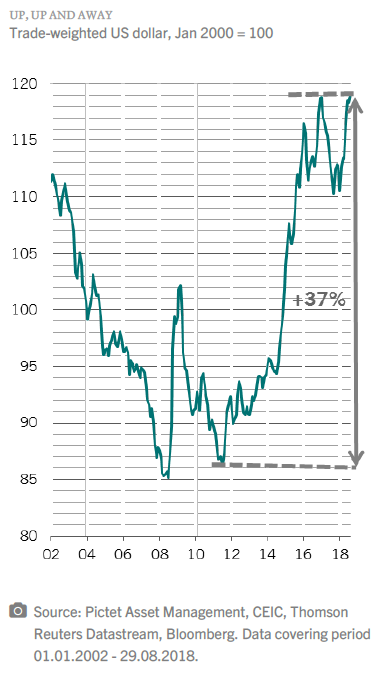 UP, UP AND AWAY
Trade-weighted US dollar, Jan 2000 = 100
120
115
110
105
100
95
90
85
80
+37%
02 04 06 08 10 12 14 16 18
Source: Pictet Asset Management, CEIC, Thomson
Reuters Datastream, Bloomberg. Data covering period
01.01.2002 - 29.08.2018.